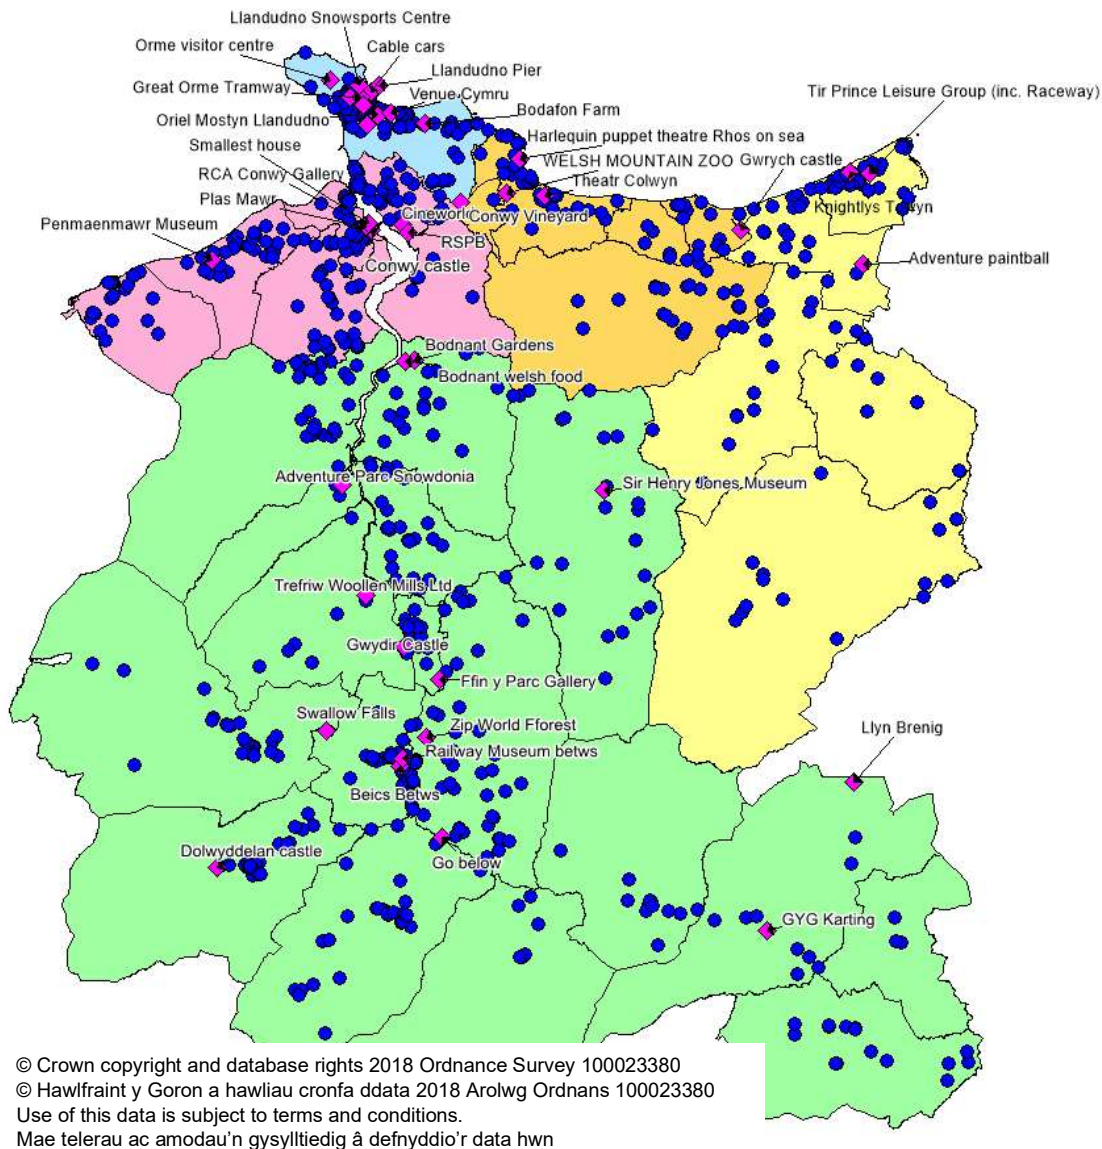 Llandudno Snowsports Centre
Orme visitor centre
Cable cars
Llandudno Pier
Great Orme Tramway
Venue Cymru
Tir Prince Leisure Group (inc. Raceway)
Bodafon Farm
Oriel Mostyn Llandudno
Harlequin puppet theatre Rhos on sea
Smallest house
WELSH MOUNTAIN ZOO
Gwrych castle
RCA Conwy Gallery
Theatr Colwyn
Plas Mawr
Knightlys
Cineworld
Conwy Vineyard
Penmaenmawr Museum
RSPB
Adventure paintball
Conwy castle
Bodnant Gardens
Bodnant welsh food
Adventure Parc Snowdonia
Sir Henry Jones Museum
Trefriw Woollen Mills Ltd
Gwydir Castle
Ffin y Parc Gallery
Swallow Falls
Zip World Fforest
Llyn Brenig
Railway Museum betws
Beics Betws
Dolwyddelan castle
Go below
GYG Karting
© Crown copyright and database rights 2018 Ordnance Survey 100023380
© Hawlfraint y Goron a hawliau cronfa ddata 2018 Arolwg Ordnans 100023380
Use of this data is subject to terms and conditions.
Mae telerau ac amodau'n gysylltiedig â defnyddio'r data hwn